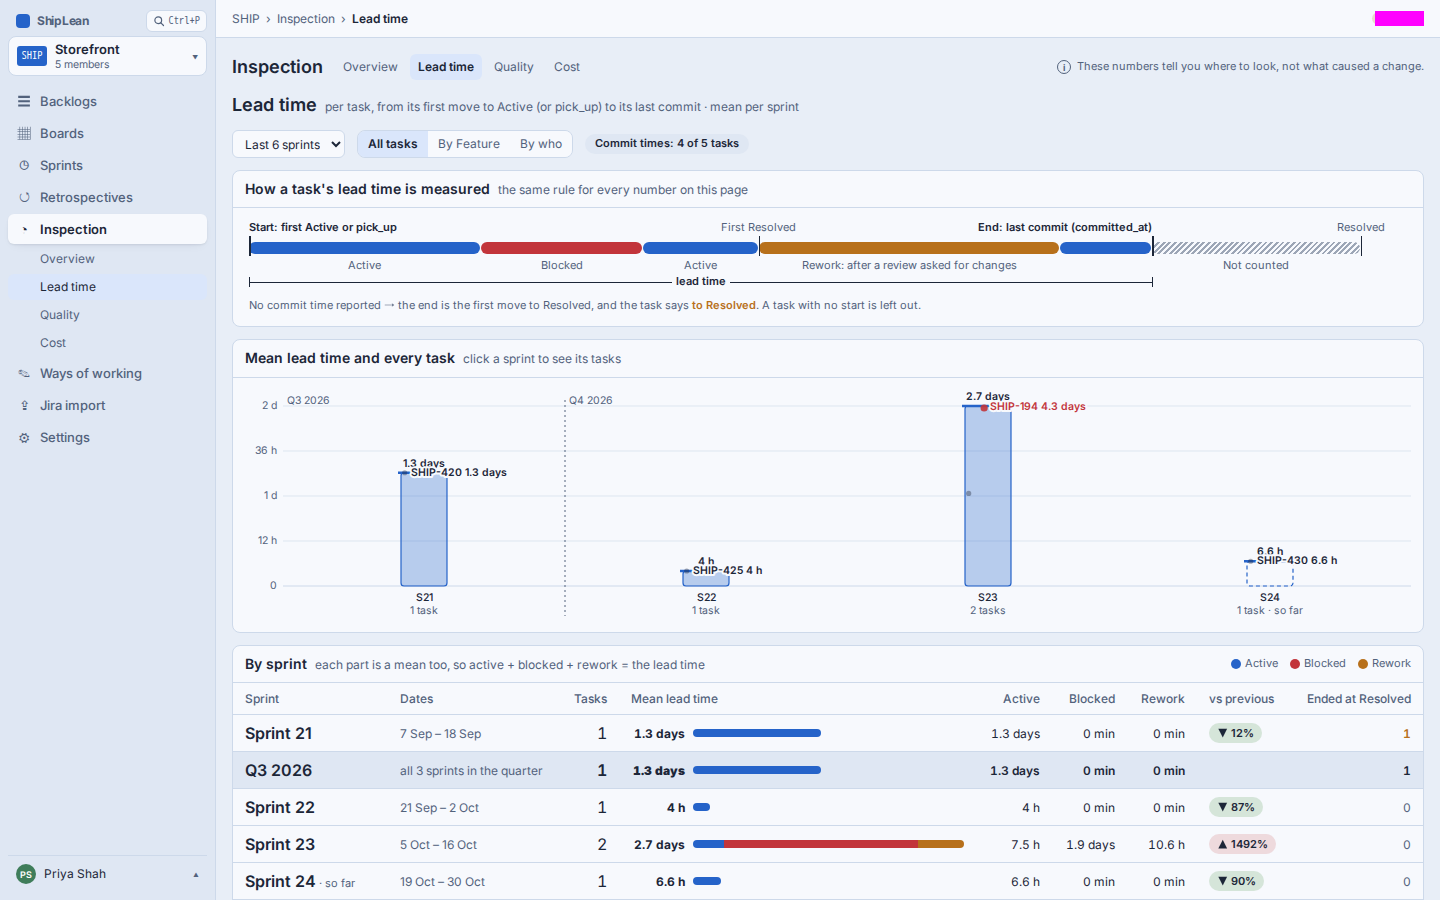 ShipLean
Ctrl+P
SHIP
Storefront
5 members
Backlogs
Boards
Sprints
Retrospectives
Inspection
Overview
Lead time
Quality
Cost
Ways of working
Jira import
Settings
PS
Priya Shah
SHIP › Inspection › Lead time
Inspection
Overview
Lead time
Quality
Cost
These numbers tell you where to look, not what caused a change.
Lead time per task, from its first move to Active (or pick_up) to its last commit · mean per sprint
Last 6 sprints
All tasks
By Feature
By who
Commit times: 4 of 5 tasks
How a task's lead time is measured the same rule for every number on this page
Start: first Active or pick_up
First Resolved
End: last commit (committed_at)
Resolved
Active
Blocked
Active
Rework: after a review asked for changes
Not counted
lead time
No commit time reported → the end is the first move to Resolved, and the task says to Resolved. A task with no start is left out.
Mean lead time and every task click a sprint to see its tasks
Q3 2026
Q4 2026
2 d
36 h
1 d
12 h
0
1.3 days
SHIP-420 1.3 days
4 h
SHIP-425 4 h
2.7 days
SHIP-194 4.3 days
6.6 h
SHIP-430 6.6 h
S21
1 task
S22
1 task
S23
2 tasks
S24
1 task · so far
By sprint each part is a mean too, so active + blocked + rework = the lead time
Active
Blocked
Rework
Sprint Dates Tasks Mean lead time Active Blocked Rework vs previous Ended at Resolved
Sprint 21 7 Sep – 18 Sep 1 1.3 days 1.3 days 0 min 0 min ▼ 12% 1
Q3 2026 all 3 sprints in the quarter 1 1.3 days 1.3 days 0 min 0 min 1
Sprint 22 21 Sep – 2 Oct 1 4 h 4 h 0 min 0 min ▼ 87% 0
Sprint 23 5 Oct – 16 Oct 2 2.7 days 7.5 h 1.9 days 10.6 h ▲ 1492% 0
Sprint 24 · so far 19 Oct – 30 Oct 1 6.6 h 6.6 h 0 min 0 min ▼ 90% 0